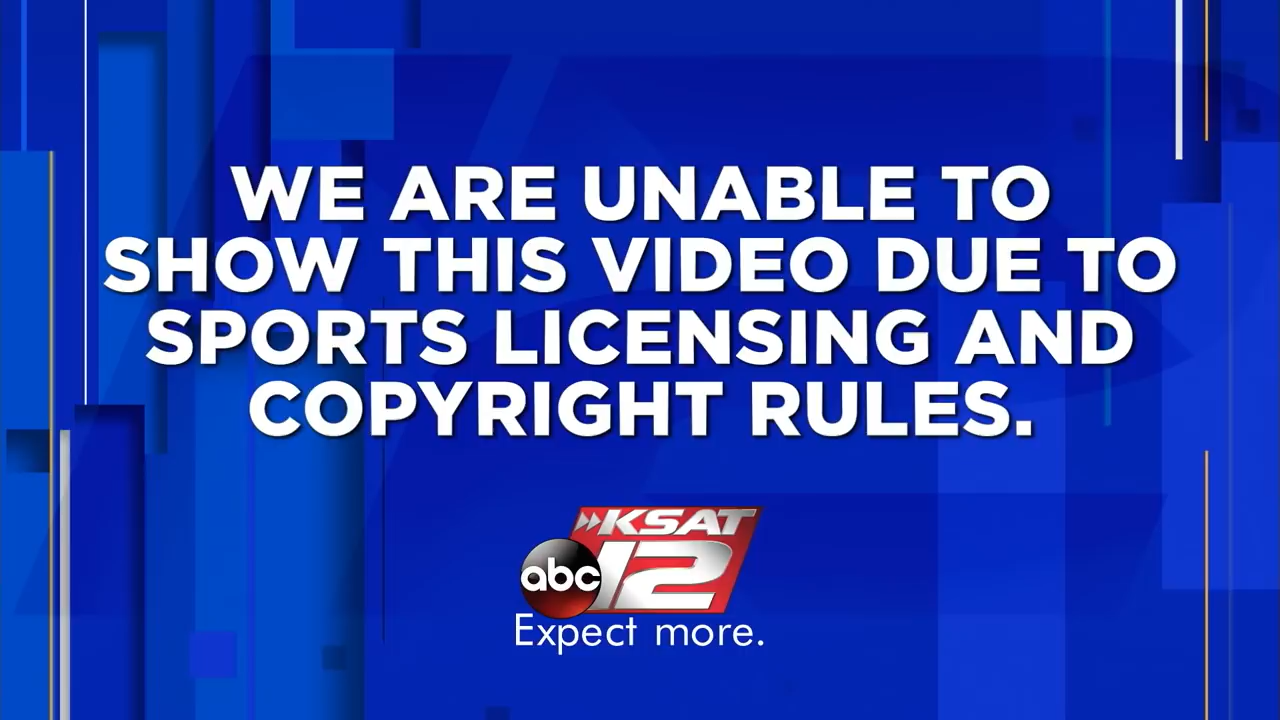 WE ARE UNABLE TO
SHOW THIS VIDEO DUE TO
SPORTS LICENSING AND
COPYRIGHT RULES.
KSAT
abc 12
Expect more.